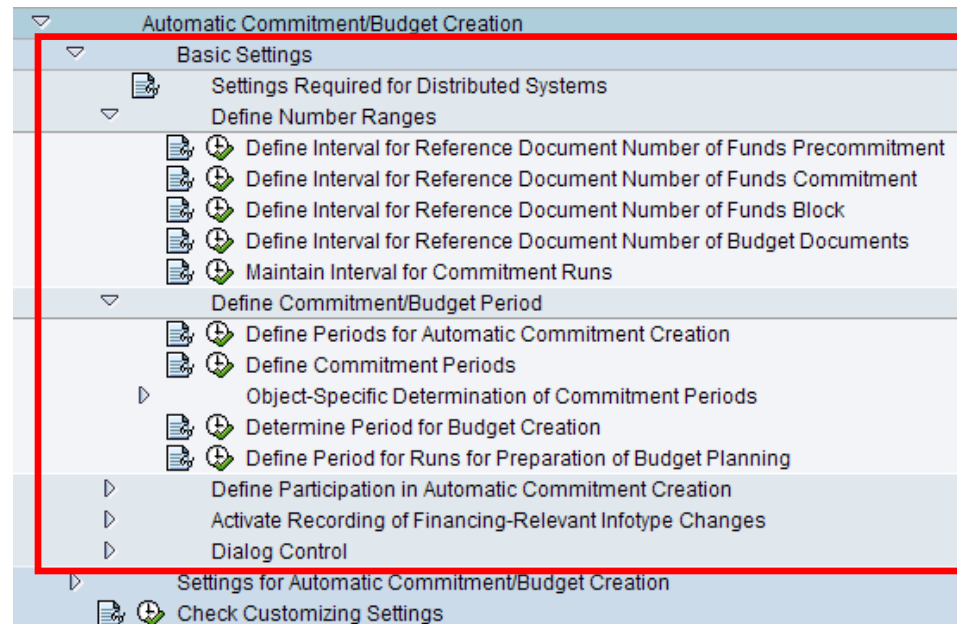 Automatic Commitment/Budget Creation
Basic Settings
Settings Required for Distributed Systems
Define Number Ranges
Define Interval for Reference Document Number of Funds Precommitment
Define Interval for Reference Document Number of Funds Commitment
Define Interval for Reference Document Number of Funds Block
Define Interval for Reference Document Number of Budget Documents
Maintain Interval for Commitment Runs
Define Commitment/Budget Period
Define Periods for Automatic Commitment Creation
Define Commitment Periods
Object-Specific Determination of Commitment Periods
Determine Period for Budget Creation
Define Period for Runs for Preparation of Budget Planning
Define Participation in Automatic Commitment Creation
Activate Recording of Financing-Relevant Infotype Changes
Dialog Control
Settings for Automatic Commitment/Budget Creation
Check Customizing Settings